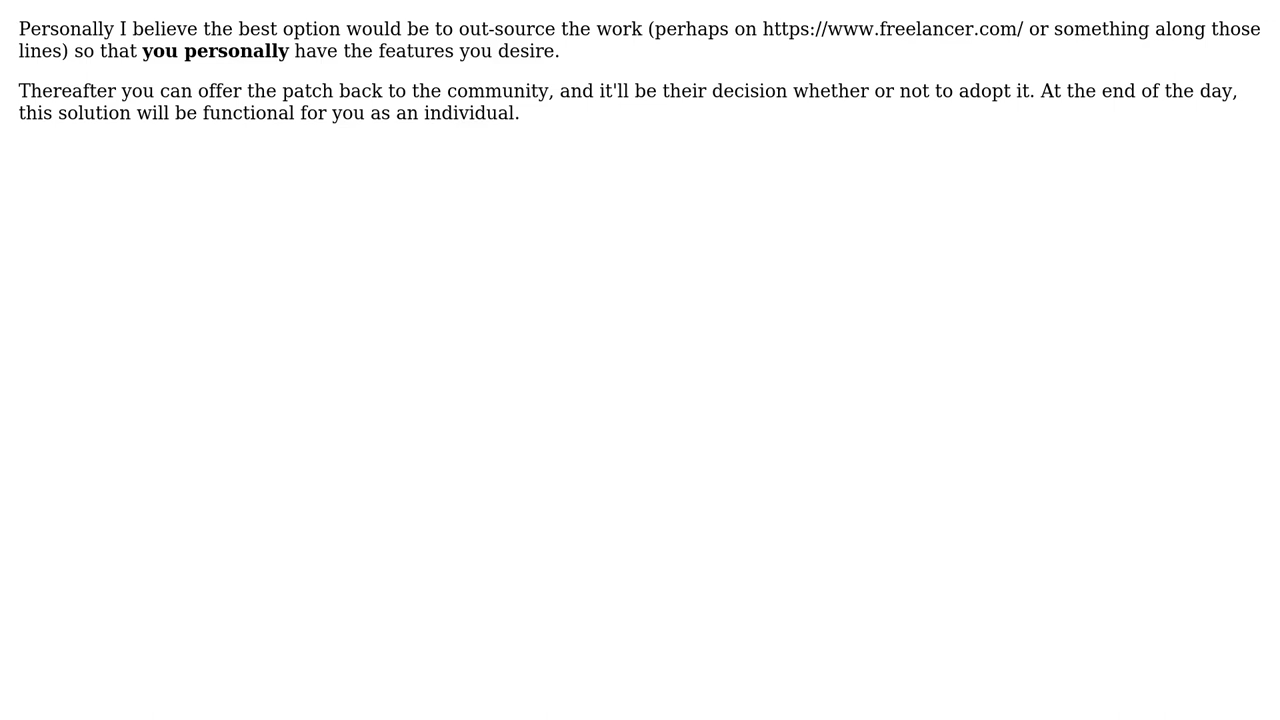 Personally I believe the best option would be to out-source the work (perhaps on https://www.freelancer.com/ or something along those
lines) so that you personally have the features you desire.
Thereafter you can offer the patch back to the community, and it'll be their decision whether or not to adopt it. At the end of the day,
this solution will be functional for you as an individual.